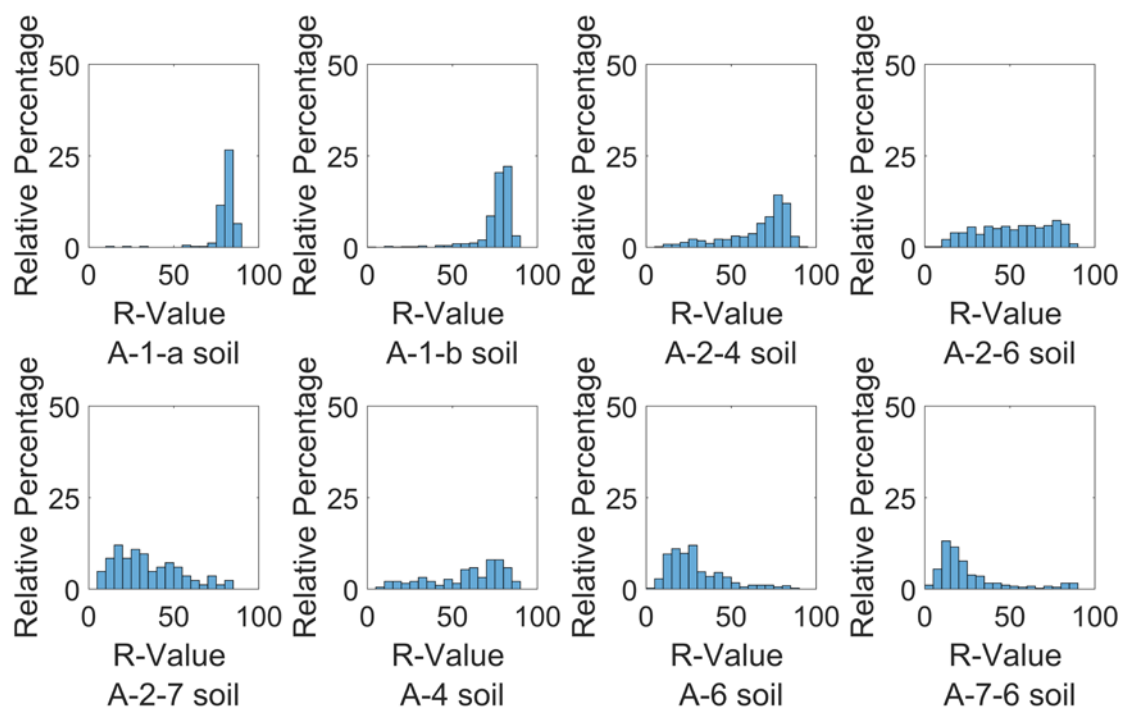 Relative Percentage
50
25
0
0 50 100
R-Value
A-1-a soil
Relative Percentage
50
25
0
0 50 100
R-Value
A-1-b soil
Relative Percentage
50
25
0
0 50 100
R-Value
A-2-4 soil
Relative Percentage
50
25
0
0 50 100
R-Value
A-2-6 soil
Relative Percentage
50
25
0
0 50 100
R-Value
A-2-7 soil
Relative Percentage
50
25
0
0 50 100
R-Value
A-4 soil
Relative Percentage
50
25
0
0 50 100
R-Value
A-6 soil
Relative Percentage
50
25
0
0 50 100
R-Value
A-7-6 soil